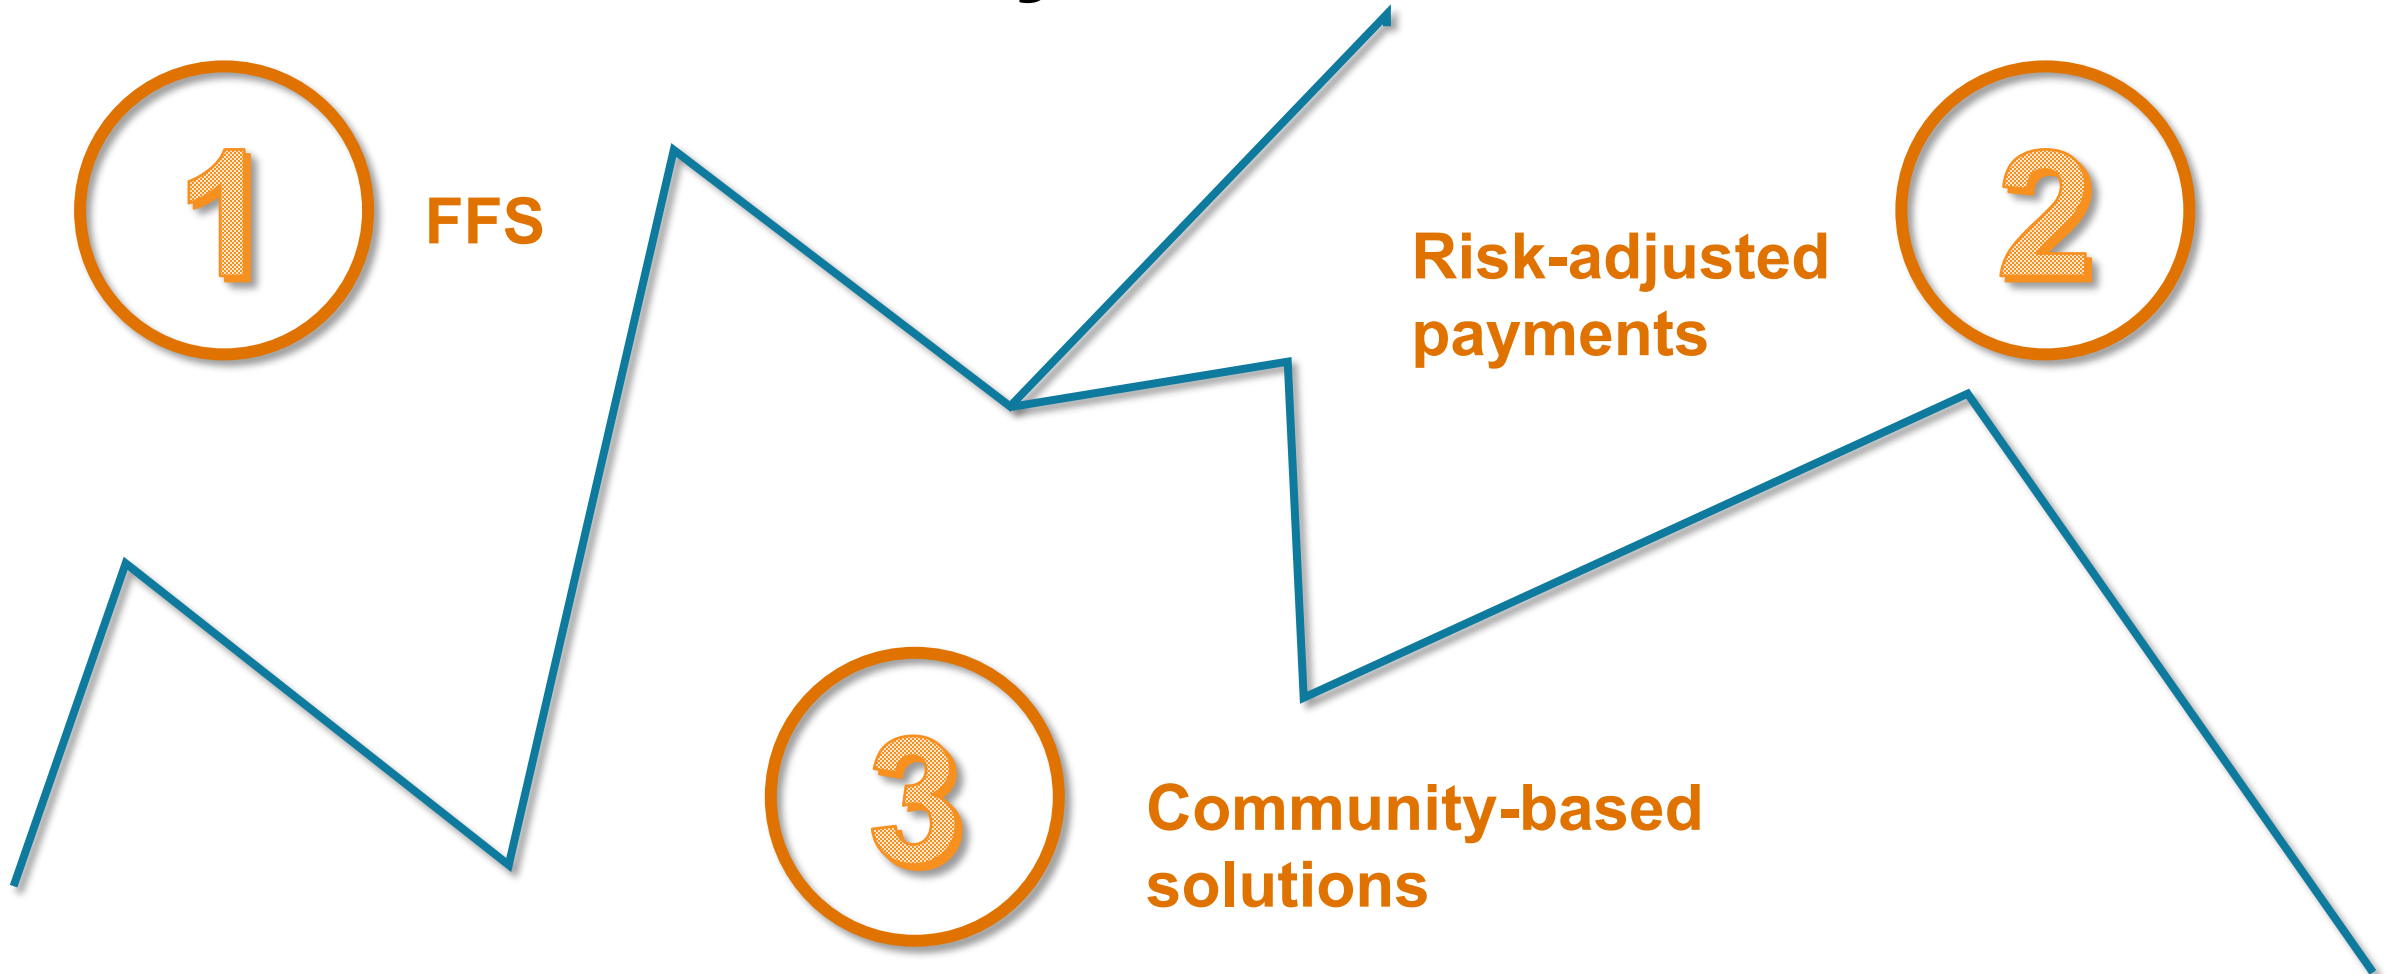 1
FFS
Risk-adjusted
payments
2
3
Community-based
solutions